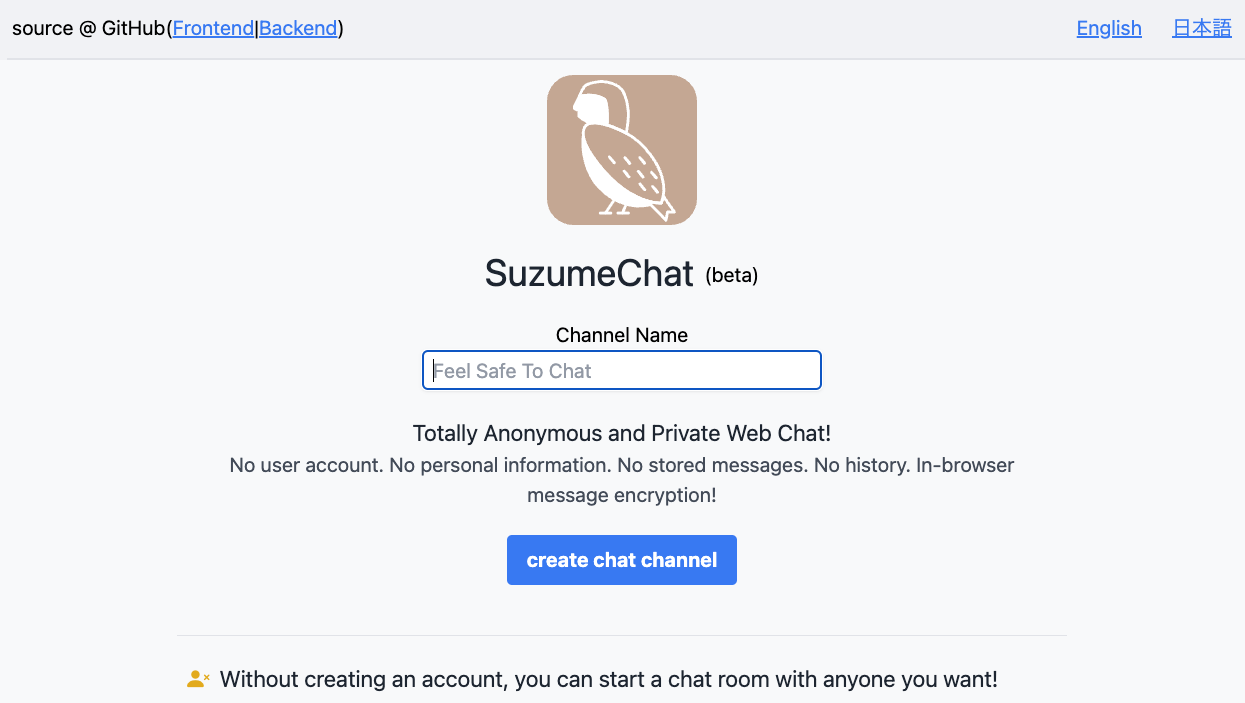 source @ GitHub(Frontend|Backend)
English 日本語
SuzumeChat (beta)
Channel Name
Feel Safe To Chat
Totally Anonymous and Private Web Chat!
No user account. No personal information. No stored messages. No history. In-browser
message encryption!
create chat channel
Without creating an account, you can start a chat room with anyone you want!